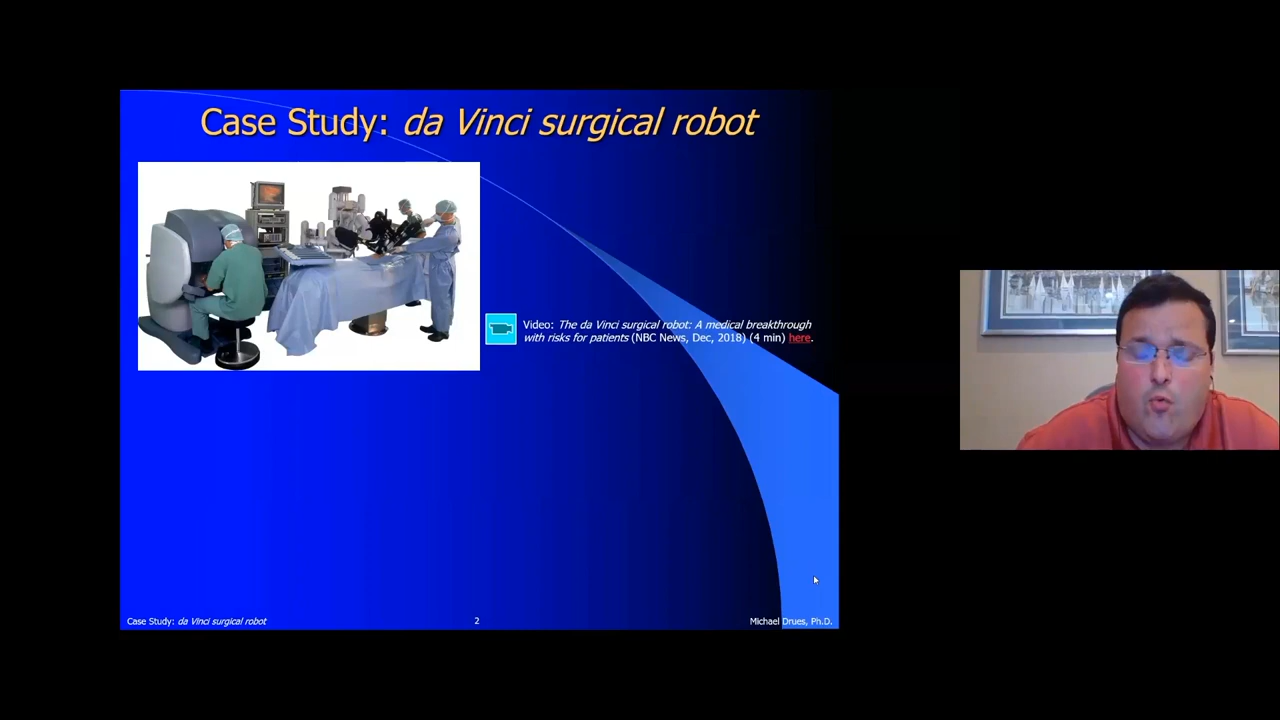 Case Study: da Vinci surgical robot
Video: The da Vinci surgical robot: A medical breakthrough
with risks for patients (NBC News, Dec, 2018) (4 min) here.
Case Study: da Vinci surgical robot
2
Michael Drues, Ph.D.